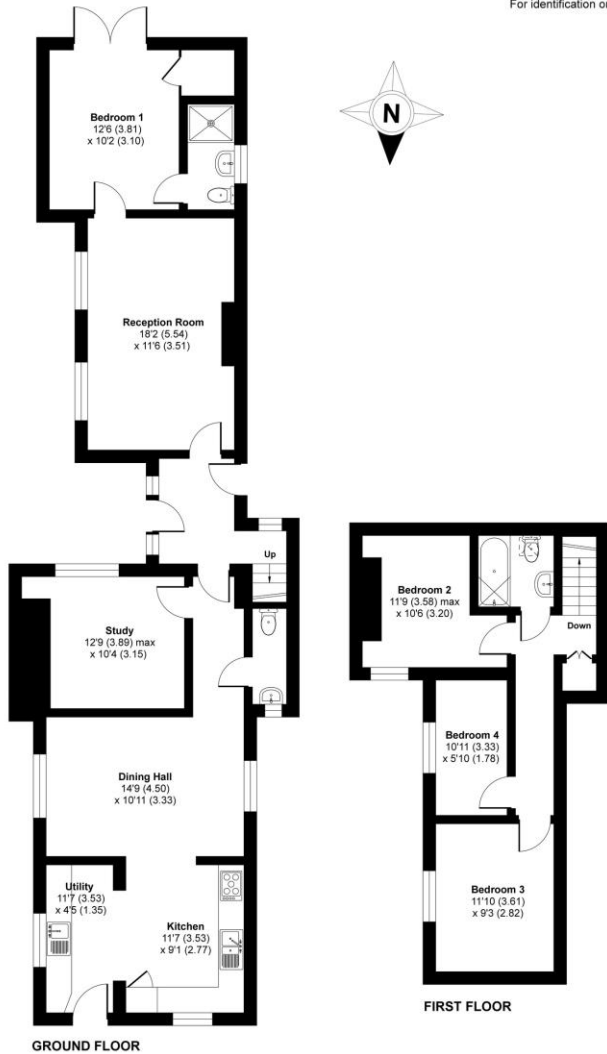 For identification o
Bedroom 1
12'6 (3.81)
x 10'2 (3.10)
N
Reception Room
18'2 (5.54)
x 11'6 (3.51)
Up
Study
12'9 (3.89) max
x 10'4 (3.15)
Dining Hall
14'9 (4.50)
x 10'11 (3.33)
Utility
11'7 (3.53)
x 4'5 (1.35)
Kitchen
11'7 (3.53)
x 9'1 (2.77)
GROUND FLOOR
Bedroom 2
11'9 (3.58) max
x 10'6 (3.20)
Down
Bedroom 4
10'11 (3.33)
x 5'10 (1.78)
Bedroom 3
11'10 (3.61)
x 9'3 (2.82)
FIRST FLOOR